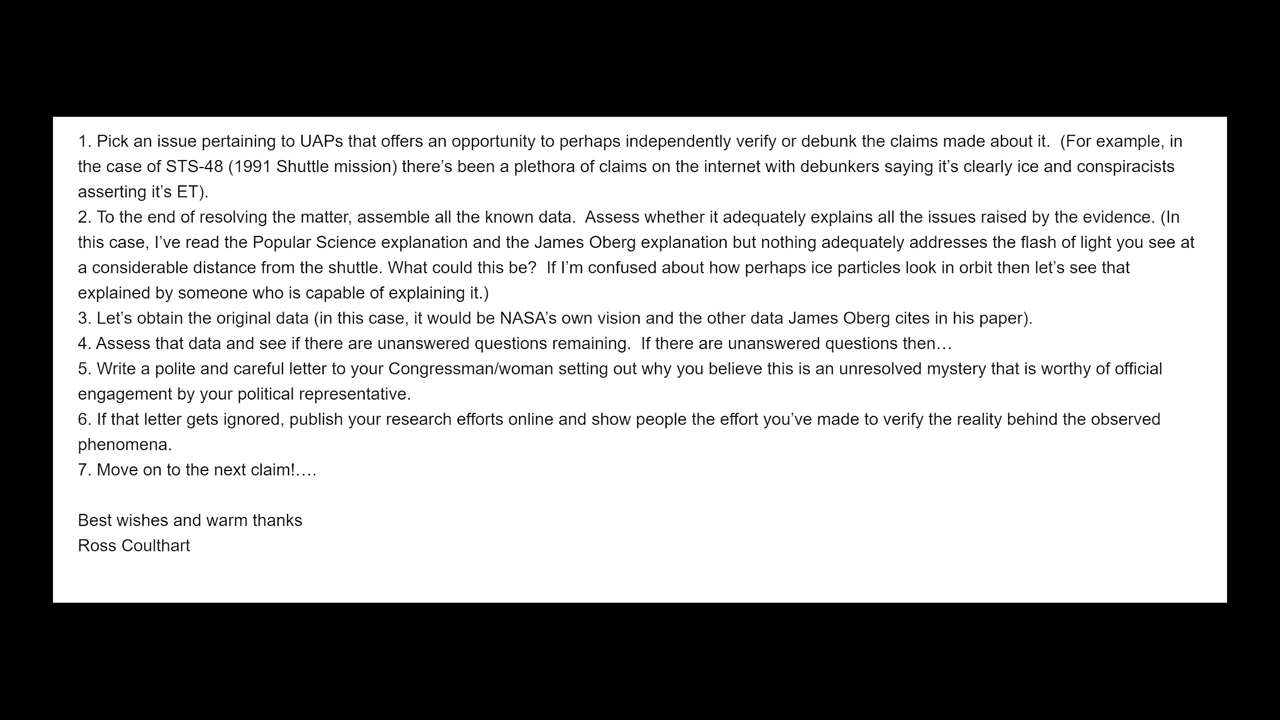 1. Pick an issue pertaining to UAPs that offers an opportunity to perhaps independently verify or debunk the claims made about it.  (For example, in
the case of STS-48 (1991 Shuttle mission) there’s been a plethora of claims on the internet with debunkers saying it’s clearly ice and conspiracists
asserting it’s ET).
2. To the end of resolving the matter, assemble all the known data.  Assess whether it adequately explains all the issues raised by the evidence. (In
this case, I’ve read the Popular Science explanation and the James Oberg explanation but nothing adequately addresses the flash of light you see at
a considerable distance from the shuttle. What could this be?  If I’m confused about how perhaps ice particles look in orbit then let’s see that
explained by someone who is capable of explaining it.)
3. Let’s obtain the original data (in this case, it would be NASA’s own vision and the other data James Oberg cites in his paper).
4. Assess that data and see if there are unanswered questions remaining.  If there are unanswered questions then…
5. Write a polite and careful letter to your Congressman/woman setting out why you believe this is an unresolved mystery that is worthy of official
engagement by your political representative.
6. If that letter gets ignored, publish your research efforts online and show people the effort you’ve made to verify the reality behind the observed
phenomena.
7. Move on to the next claim!….
Best wishes and warm thanks
Ross Coulthart